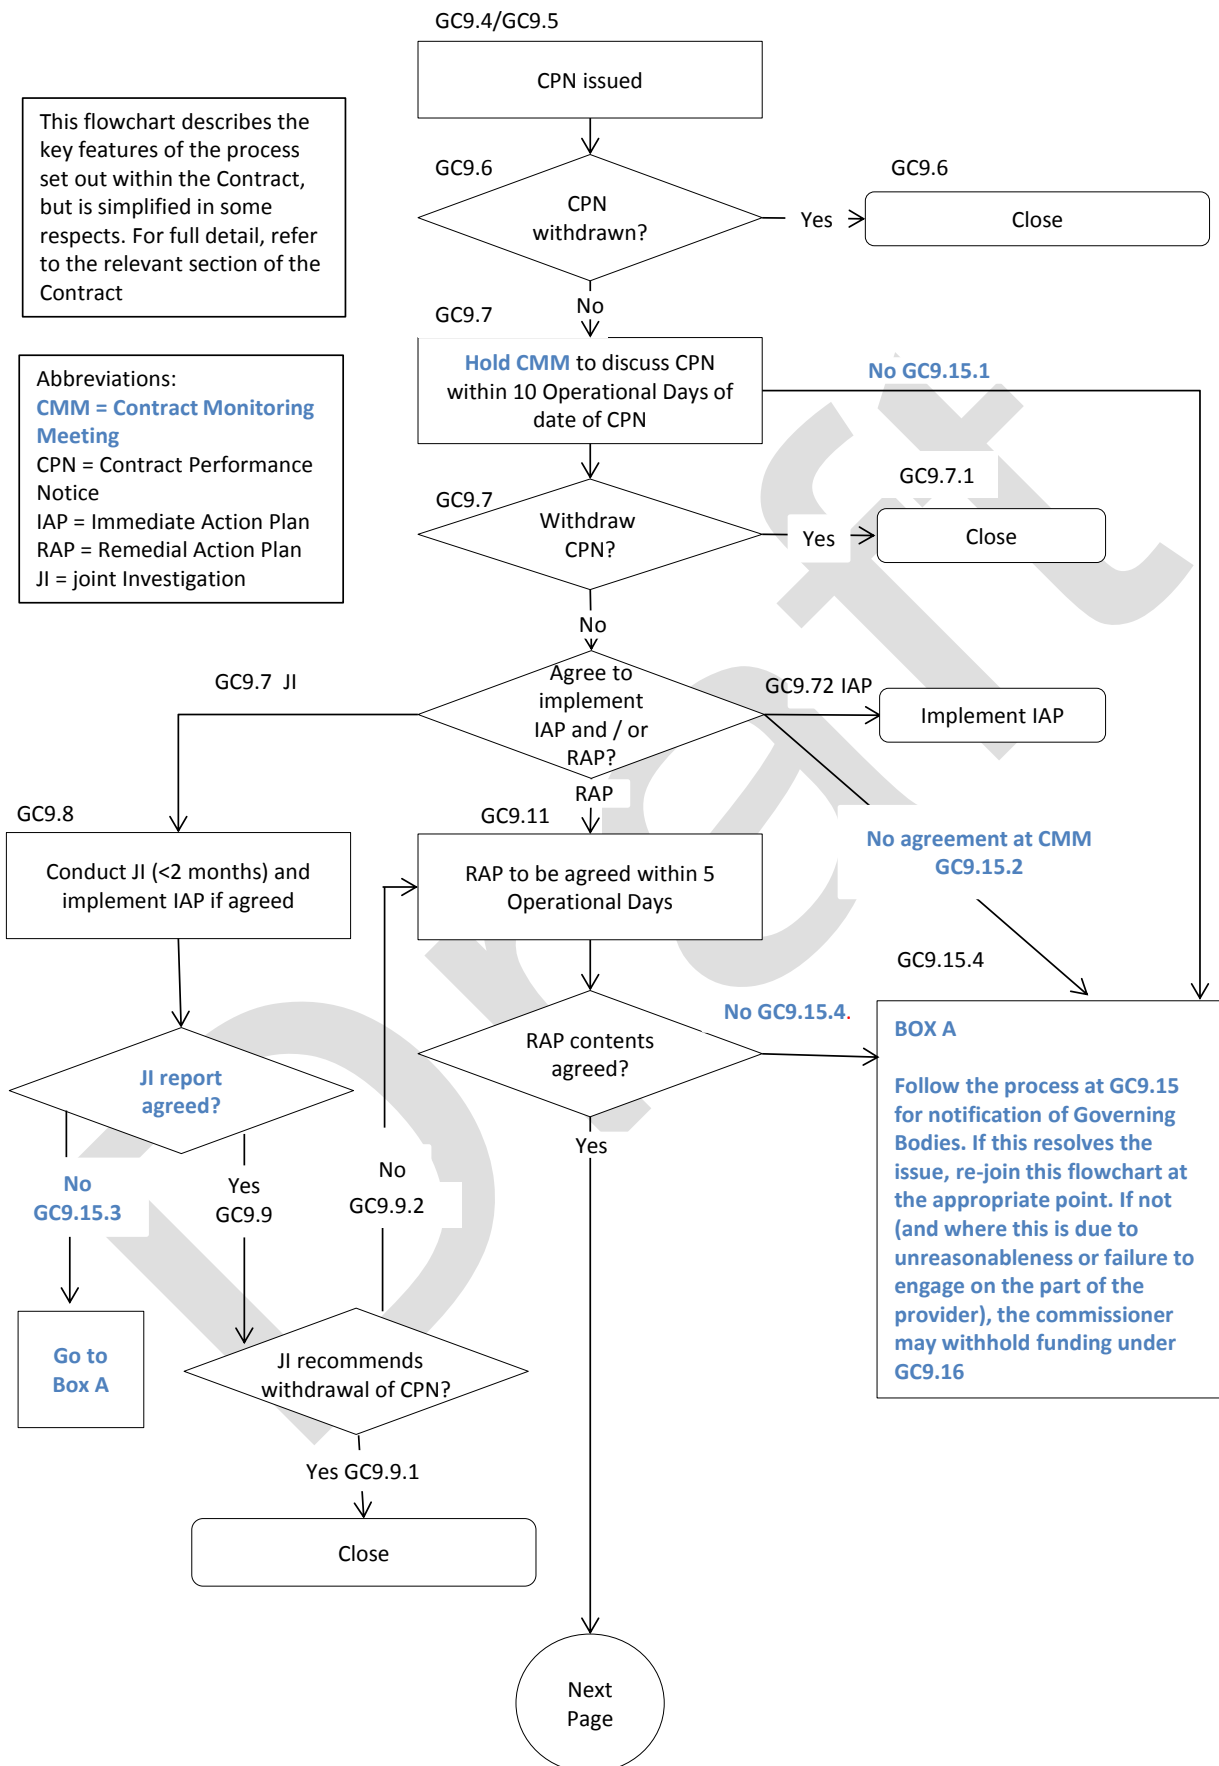 GC9.4/GC9.5
CPN issued
This flowchart describes the
key features of the process
set out within the Contract,
but is simplified in some
respects. For full detail, refer
to the relevant section of the
Contract
GC9.6
CPN
withdrawn?
Yes
GC9.6
Close
No
GC9.7
Hold CMM to discuss CPN
within 10 Operational Days of
date of CPN
No GC9.15.1
Abbreviations:
CMM = Contract Monitoring
Meeting
CPN = Contract Performance
Notice
IAP = Immediate Action Plan
RAP = Remedial Action Plan
JI = joint Investigation
GC9.7
Withdraw
CPN?
Yes
GC9.7.1
Close
No
GC9.7 JI
Agree to
implement
IAP and / or
RAP?
GC9.72 IAP
Implement IAP
RAP
GC9.8
Conduct JI (<2 months) and
implement IAP if agreed
GC9.11
RAP to be agreed within 5
Operational Days
No agreement at CMM
GC9.15.2
GC9.15.4
JI report
agreed?
RAP contents
agreed?
No GC9.15.4.
BOX A
Follow the process at GC9.15
for notification of Governing
Bodies. If this resolves the
issue, re-join this flowchart at
the appropriate point. If not
(and where this is due to
unreasonableness or failure to
engage on the part of the
provider), the commissioner
may withhold funding under
GC9.16
No
GC9.15.3
Yes
GC9.9
No
GC9.9.2
Yes
Go to
Box A
JI recommends
withdrawal of CPN?
Yes GC9.9.1
Close
Next
Page
Draft